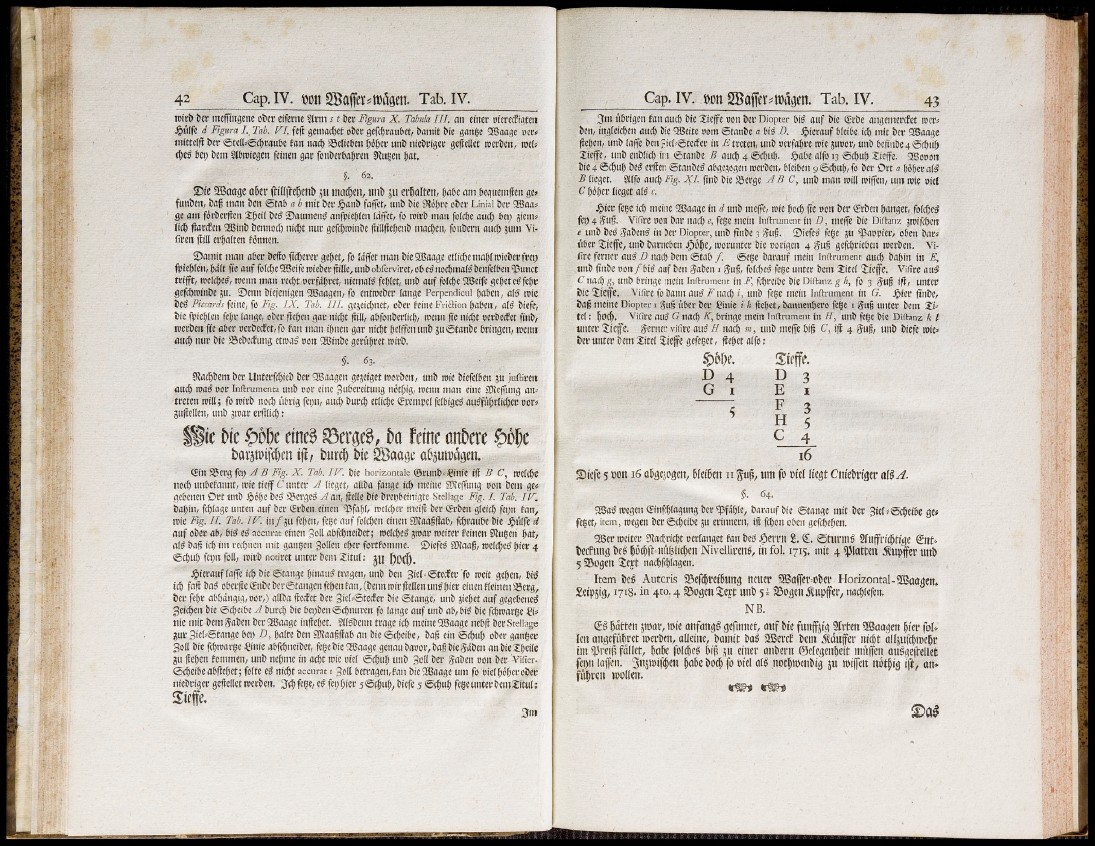 42 Cap. IV. von Wasser-wägen. Tab. IV.
wird der messingene oder eiserne Arm s t der Figura X. Tabula III. an einer viereckigten
Hülse d Figura I. Tab. VI. fest gemachet oder geschraubet, damit die gantze Waage ver-
mittelst der Stell-Schraube kan nach Belieben höher und niedriger gestellet werden, wel-
ches bey dem Abwiegen seinen gar sonderbahren Nutzen hat.
§. 62.
Die Waage aber stillstehend zu machen, und zu erhalten, habe am bequemsten ge-
funden, daß man den Stab a b mit der Hand fasset, und die Röhre oder Linial der Waa-
ge am fördersten Theil des Daumens anspiehlen lässet, so wird man solche auch bey ziem-
lich starcken Wind dennoch nicht nur geschwinde stillstehend machen, sondern auch zum Vi-
siren still erhalten können.
Damit man aber desto sicherer gehet, so lässer man die Waage etliche mahl wieder frey
spiehlen, hält sie auf solche Weise wieder stille, und observiret, ob es nochmals denselben Punct
trifft, welches, wenn man recht verfähret, niemals fehlet, und auf solche Weise gehet es sehr
geschwinde zu. Denn diejenigen Waagen, so entweder lange Perpendicul haben, als wie
des Picards seine, so Fig. IX. Tab. III. gezeichnet, oder keine Friction haben, als diese,
die spiehlen sehr lange, oder stehen gar nicht still, absonderlich, wenn sie nicht verdecket sind,
werden sie aber verdecket, so kan man ihnen gar nicht helffen und zu Stande bringen, wenn
auch nur die Bedeckung etwas von Winde gerühret wird.
§. 63.
Nachdem der Unterschied der Waagen gezeiget worden, und wie dieselben zu justiren
auch was vor Instrumenta und vor eine Zubereitung nöthig, wenn man eine Messung an-
treten will; so wird noch übrig seyn, auch durch etliche Exempel selbiges ausführlicher vor-
zustellen, und zwar erstlich:
Wie die Höhe eines Berges, da keine andere Höhe
darzwischen ist, durch die Waage abzuwägen.
Ein Berg sey A B Fig. X. Tab. IV. die horizontale Grund-Linie ist B C, welche
noch unbekannt, wie tieff C unter A lieget, allda fange ich meine Messung von dem ge-
gebenen Ort und Höhe des Berges A an, stelle die dreybeinigte Stellage Fig. I. Tab. IV.
dahin, schlage unten auf der Erden einen Pfahl, welcher meist der Erden gleich seyn kan,
wie Fig. II. Tab. IV. in f zu sehen, setze auf solchen einen Maaßstab, schraube die Hülse d
auf oder ab, bis es accurat einen Zoll abschneidet; welches zwar weiter keinen Nutzen hat,
als daß ich im rechnen mit gantzen Zollen eher fortkomme. Dieses Maaß, welches hier 4
Schuh seyn soll, wird notiret unter dem Titul: zu hoch.
Hierauf lasse ich die Stange hinaus tragen, und den Ziel-Stecker so weit gehen, bis
ich fast das oberste Ende der Stangen sehen kan, (denn wir stellen uns hier einen kleinen Berg,
der sehr abhängig, vor,) allda stecket der Ziel-Stecker die Stange, und ziehet auf gegebenes
Zeichen die Scheibe A durch die beyden Schnuren so lange auf und ab, bis die schwartze Li-
nie mit dem Faden der Waage instehet. Alsdenn trage ich meine Waage nebst der Stellage
zur Ziel-Stange bey D, halte den Maaßstab an die Scheibe, daß ein Schuh oder gantzer
Zoll die schwartze Linie abschneidet, setze die Waage genau davor, daß die Fäden an die Theile
zu stehen kommen, und nehme in acht wie viel Schuh und Zoll der Faden von der Visier-
Scheibe abstehet; solte es nicht accurat 1 Zoll betragen, kan die Waage um so viel höher oder
niedriger gestellet werden. Ich setze, es sey hier 5 Schuh, diese 5 Schuh setze unter dem Titul:
Tieffe.
Im
Cap. IV. von Wasser-wägen. Tab. IV. 43
Im übrigen kan auch die Tieffe von der Diopter bis auf die Erde angemercket wer-
den, ingleichen auch die Weite vom Stande a bis D. Hierauf bleibe ich mit der Waage
stehen, und lasse den Ziel-Stecker in E treten, und verfahre wie zuvor, und befinde 4 Schuh
Tieffe, und endlich im Stande B auch 4 Schuh. Habe also 13 Schuh Tieffe. Wovon
die 4 Schuh des ersten Standes abgezogen werden, bleiben 9 Schuh, so der Ort a höher als
B lieget. Also auch Fig. XI. sind die Berge A B C, und man will wissen, um wie viel
C höher lieget als c.
Hier setze ich meine Waage in d und messe, wie hoch sie von der Erden hanget, solches
sey 4 Fuß. Visire von dar nach e, setze mein Instrument in D, messe die Distanz zwischen
e und des Fadens in der Diopter, und finde 3 Fuß. Dieses setze zu Pappier, oben dar-
über Tieffe, und darneben Höhe, worunter die vorigen 4 Fuß geschrieben werden. Vi-
sire ferner aus D nach dem Stab f. Setze darauf mein Instrument auch dahin in E,
und finde von f bis auf den Faden 1 Fuß, solches setze unter dem Titel Tieffe. Visire aus
C nach g, und bringe mein Instrument in F, schreibe die Distanz g h, so 3 Fuß ist, unter
die Tieffe. Visire so dann aus F nach i, und setze mein Instrument in G. Hier finde,
daß meine Diopter 1 Fuß über der Linie i k stehet, dannenhero setze 1 Fuß unter dem Ti-
tel: hoch. Visire aus G nach K, bringe mein Instrument in H, und setze die Distanz k l
unter Tieffe. Ferner visire aus H nach m, und messe biß C, ist 4 Fuß, und diese wie-
der unter dem Titel Tieffe gesetzet, stehet also:
Höhe. Tieffe.
D 4 D 3
G 1 E 1
5 F 3
H 5
C 4
16
Diese 5 von 16 abgezogen, bleiben 11 Fuß, um so viel liegt C niedriger als A.
§. 64.
Was wegen Einschlagung der Pfähle, darauf die Stange mit der Ziel-Scheibe ge-
setzet, item, wegen der Scheibe zu erinnern, ist schon oben geschehen.
Wer weiter Nachricht verlanget kan des Herrn L. C. Sturms Auffrichtige Ent-
deckung des höchst-nützlichen Nivellirens, in fol. 1715. mit 4 Platten Kupffer und
5 Bogen Text nachschlagen.
Item des Autoris Beschreibung neuer Wasser-oder Horizontal-Waagen.
Leipzig, 1718. in 4to. 4 Bogen Text und 5½ Bogen Kupffer, nachlesen.
NB.
Es hätten zwar, wie anfangs gesinnet, auf die funffzig Arten Waagen hier sol-
len angeführet werden, alleine, damit das Werck dem Käuffer nicht allzuschwehr
im Preiß fället, habe solches biß zu einer andern Gelegenheit müssen ausgestellet
seyn lassen. Inzwischen habe doch so viel als nothwendig zu wissen nöthig ist, an-
führen wollen.
Das